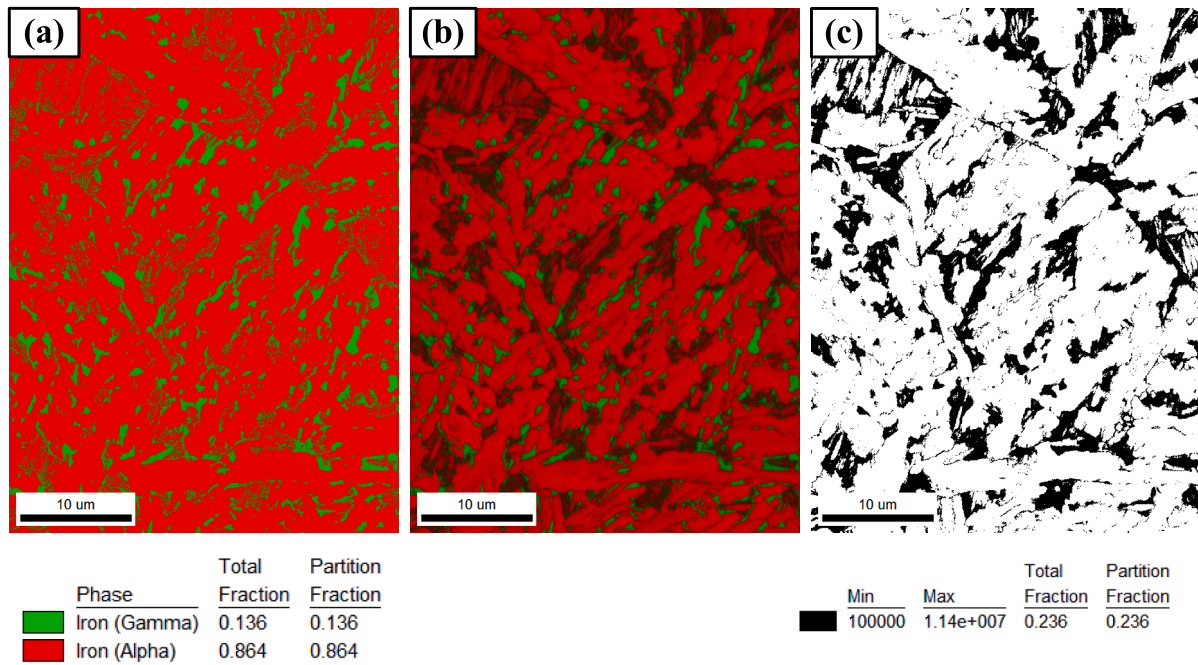 (a)
(b)
(c)
10 um
10 um
10 um
Total Partition
Phase Fraction Fraction
Iron (Gamma) 0.136 0.136
Iron (Alpha) 0.864 0.864
Total Partition
Min Max Fraction Fraction
100000 1.14e+007 0.236 0.236